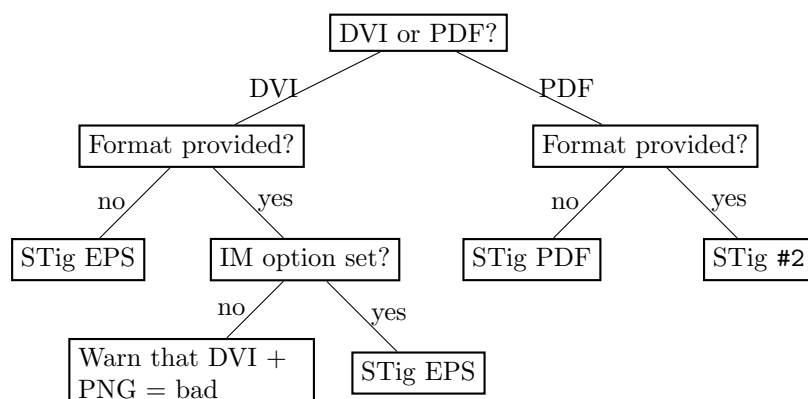 DVI or PDF?
DVI
PDF
Format provided?
Format provided?
no
yes
no
yes
STig EPS
IM option set?
STig PDF
STig #2
no
yes
Warn that DVI +
PNG = bad
STig EPS